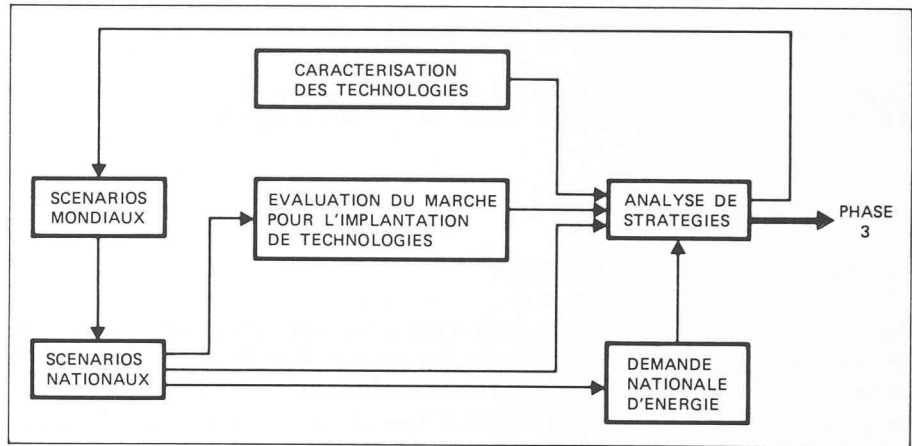 CARACTERISATION
DES TECHNOLOGIES
SCENARIOS
MONDIAUX
EVALUATION DU MARCHE
POUR L'IMPLANTATION
DE TECHNOLOGIES
ANALYSE DE
STRATEGIES
PHASE
3
SCENARIOS
NATIONAUX
DEMANDE
NATIONALE
D'ENERGIE